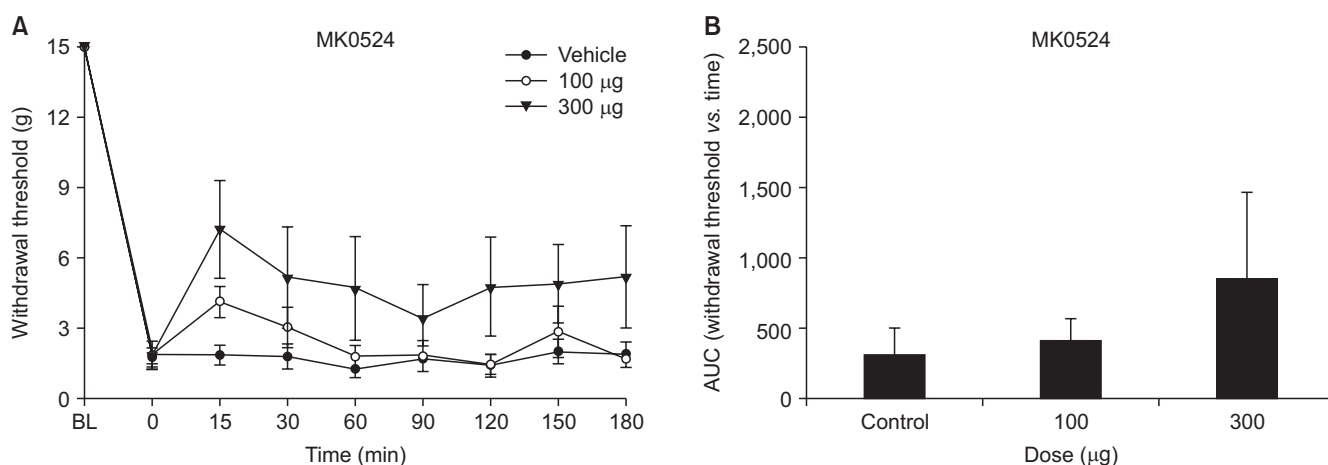 A
MK0524
Withdrawal threshold (g)
15
12
9
6
3
0
Vehicle
100 μg
300 μg
BL 0 15 30 60 90 120 150 180
Time (min)
B
MK0524
AUC (withdrawal threshold vs. time)
2,500
2,000
1,500
1,000
500
0
Control 100 300
Dose (μg)